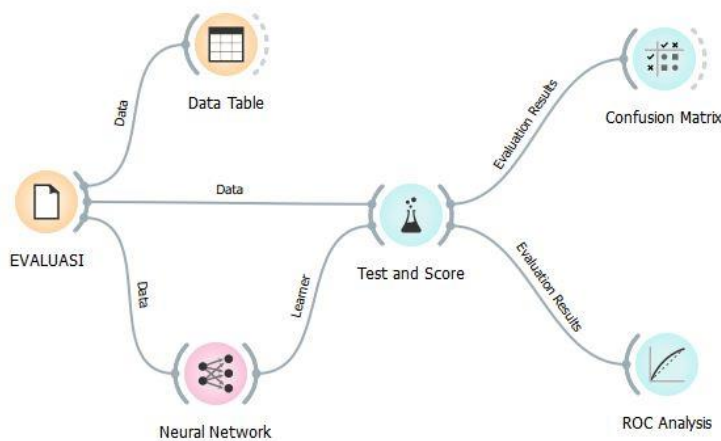 Data Table
Confusion Matrix
Data
Evaluation Results
Data
EVALUASI
Test and Score
Data
Learner
Evaluation Results
Neural Network
ROC Analysis